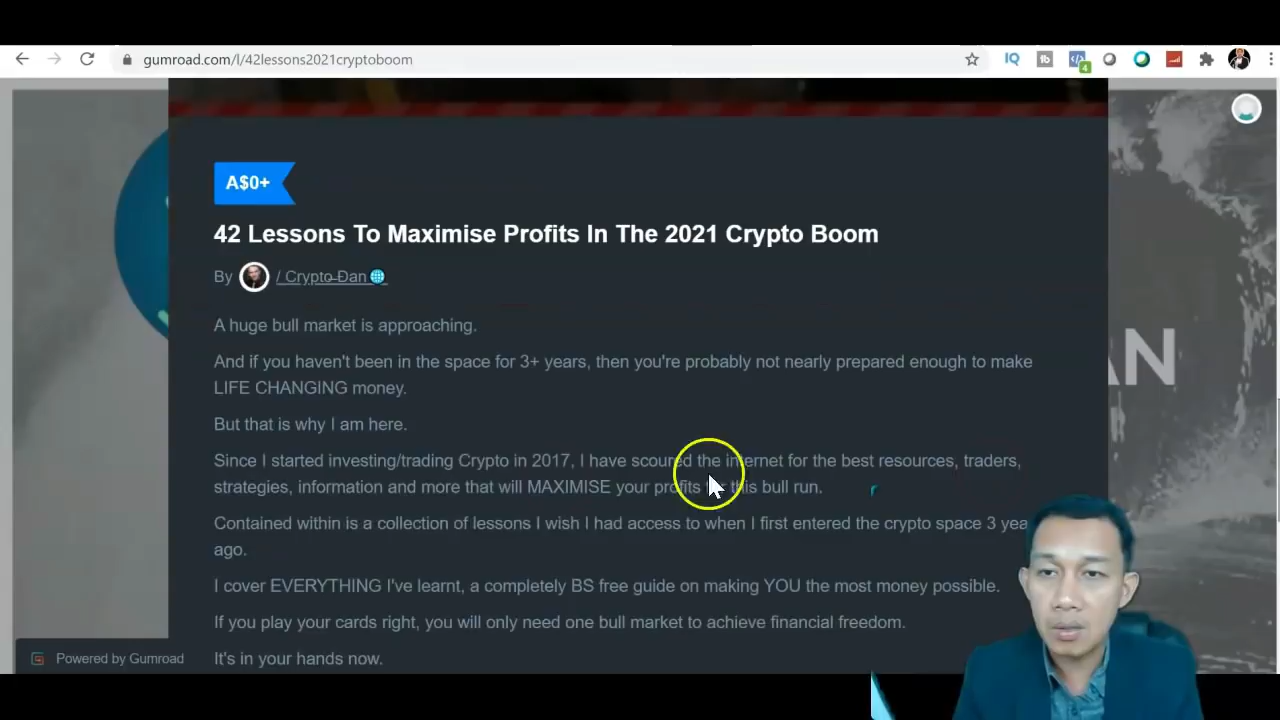 gumroad.com/l/42lessons2021cryptoboom
IQ
tb
4
A$0+
42 Lessons To Maximise Profits In The 2021 Crypto Boom
By / Crypto Dan
A huge bull market is approaching.
And if you haven't been in the space for 3+ years, then you're probably not nearly prepared enough to make
LIFE CHANGING money.
But that is why I am here.
Since I started investing/trading Crypto in 2017, I have scoured the internet for the best resources, traders,
strategies, information and more that will MAXIMISE your profits for this bull run.
Contained within is a collection of lessons I wish I had access to when I first entered the crypto space 3 yea
ago.
I cover EVERYTHING I've learnt, a completely BS free guide on making YOU the most money possible.
If you play your cards right, you will only need one bull market to achieve financial freedom.
It's in your hands now.
Powered by Gumroad
AN